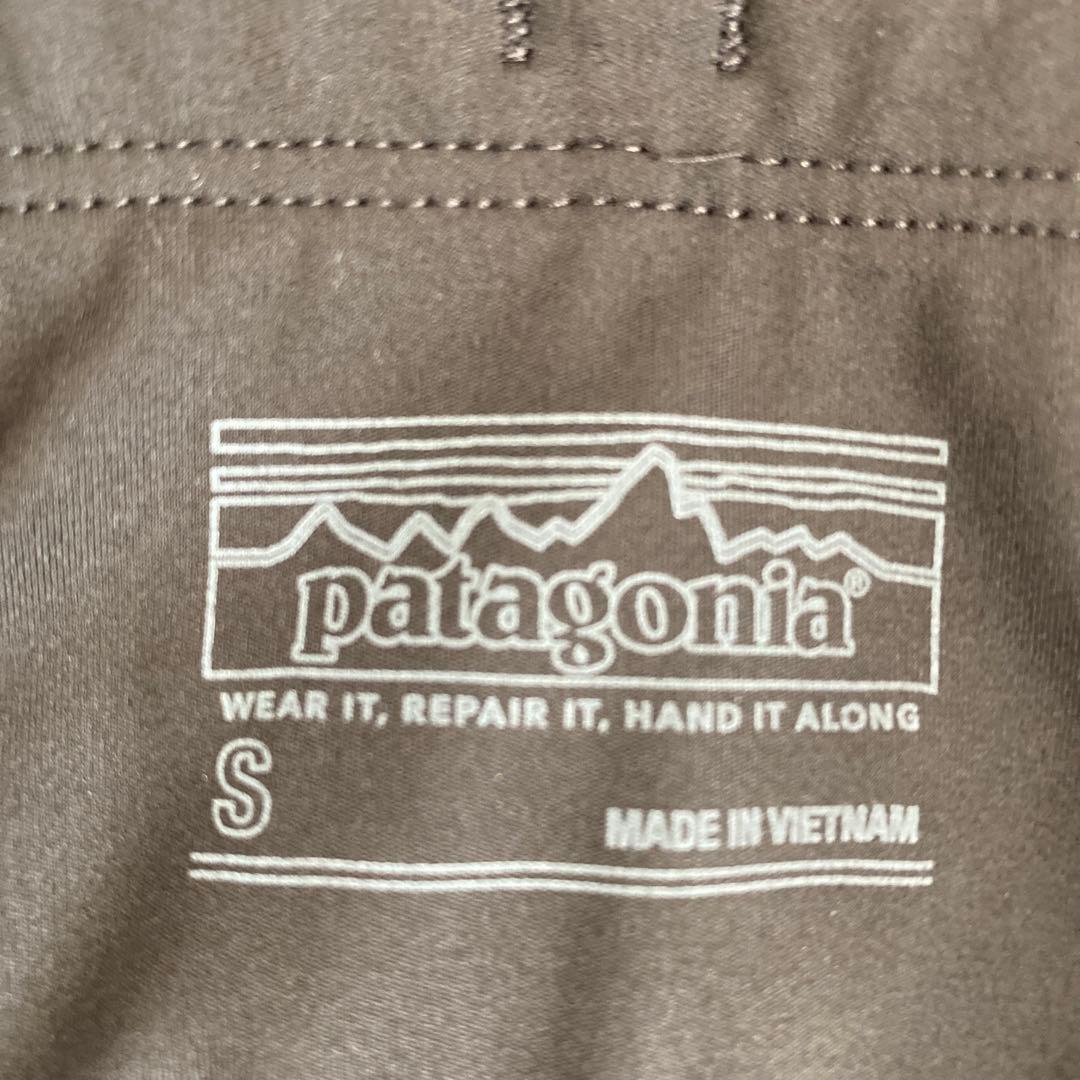 patagonia®
WEAR IT, REPAIR IT, HAND IT ALONG
S
MADE IN VIETNAM